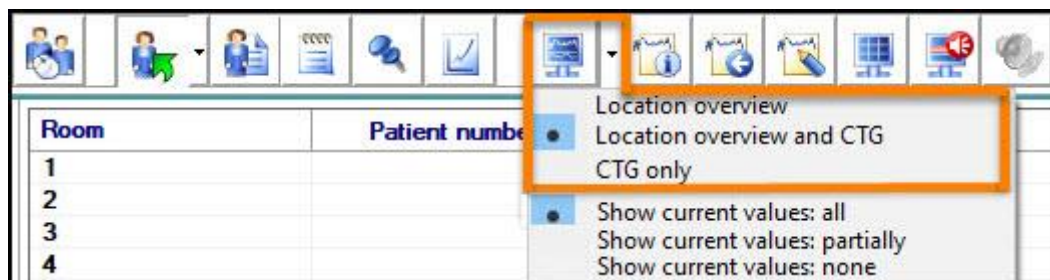 Room
Patient numbe
1
2
3
4
Location overview
Location overview and CTG
CTG only
Show current values: all
Show current values: partially
Show current values: none